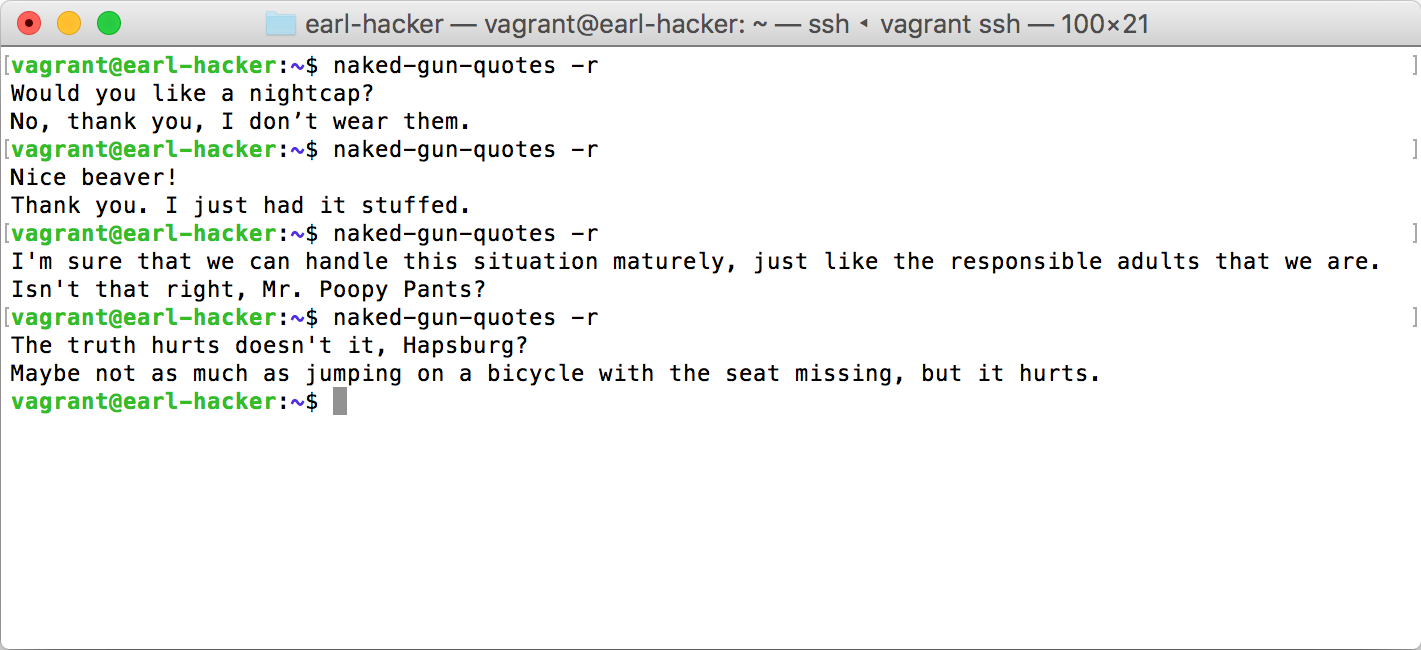 earl-hacker — vagrant@earl-hacker: ~ — ssh ◂ vagrant ssh — 100×21
[vagrant@earl-hacker:~$ naked-gun-quotes -r ]
Would you like a nightcap?
No, thank you, I don’t wear them.
[vagrant@earl-hacker:~$ naked-gun-quotes -r ]
Nice beaver!
Thank you. I just had it stuffed.
[vagrant@earl-hacker:~$ naked-gun-quotes -r ]
I'm sure that we can handle this situation maturely, just like the responsible adults that we are.
Isn't that right, Mr. Poopy Pants?
[vagrant@earl-hacker:~$ naked-gun-quotes -r ]
The truth hurts doesn't it, Hapsburg?
Maybe not as much as jumping on a bicycle with the seat missing, but it hurts.
vagrant@earl-hacker:~$